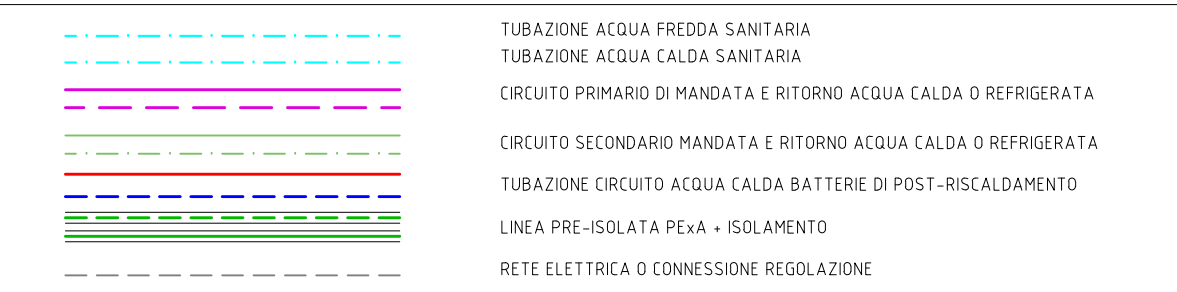 TUBAZIONE ACQUA FREDDA SANITARIA
TUBAZIONE ACQUA CALDA SANITARIA
CIRCUITO PRIMARIO DI MANDATA E RITORNO ACQUA CALDA O REFRIGERATA
CIRCUITO SECONDARIO MANDATA E RITORNO ACQUA CALDA O REFRIGERATA
TUBAZIONE CIRCUITO ACQUA CALDA BATTERIE DI POST-RISCALDAMENTO
LINEA PRE-ISOLATA PExA + ISOLAMENTO
RETE ELETTRICA O CONNESSIONE REGOLAZIONE